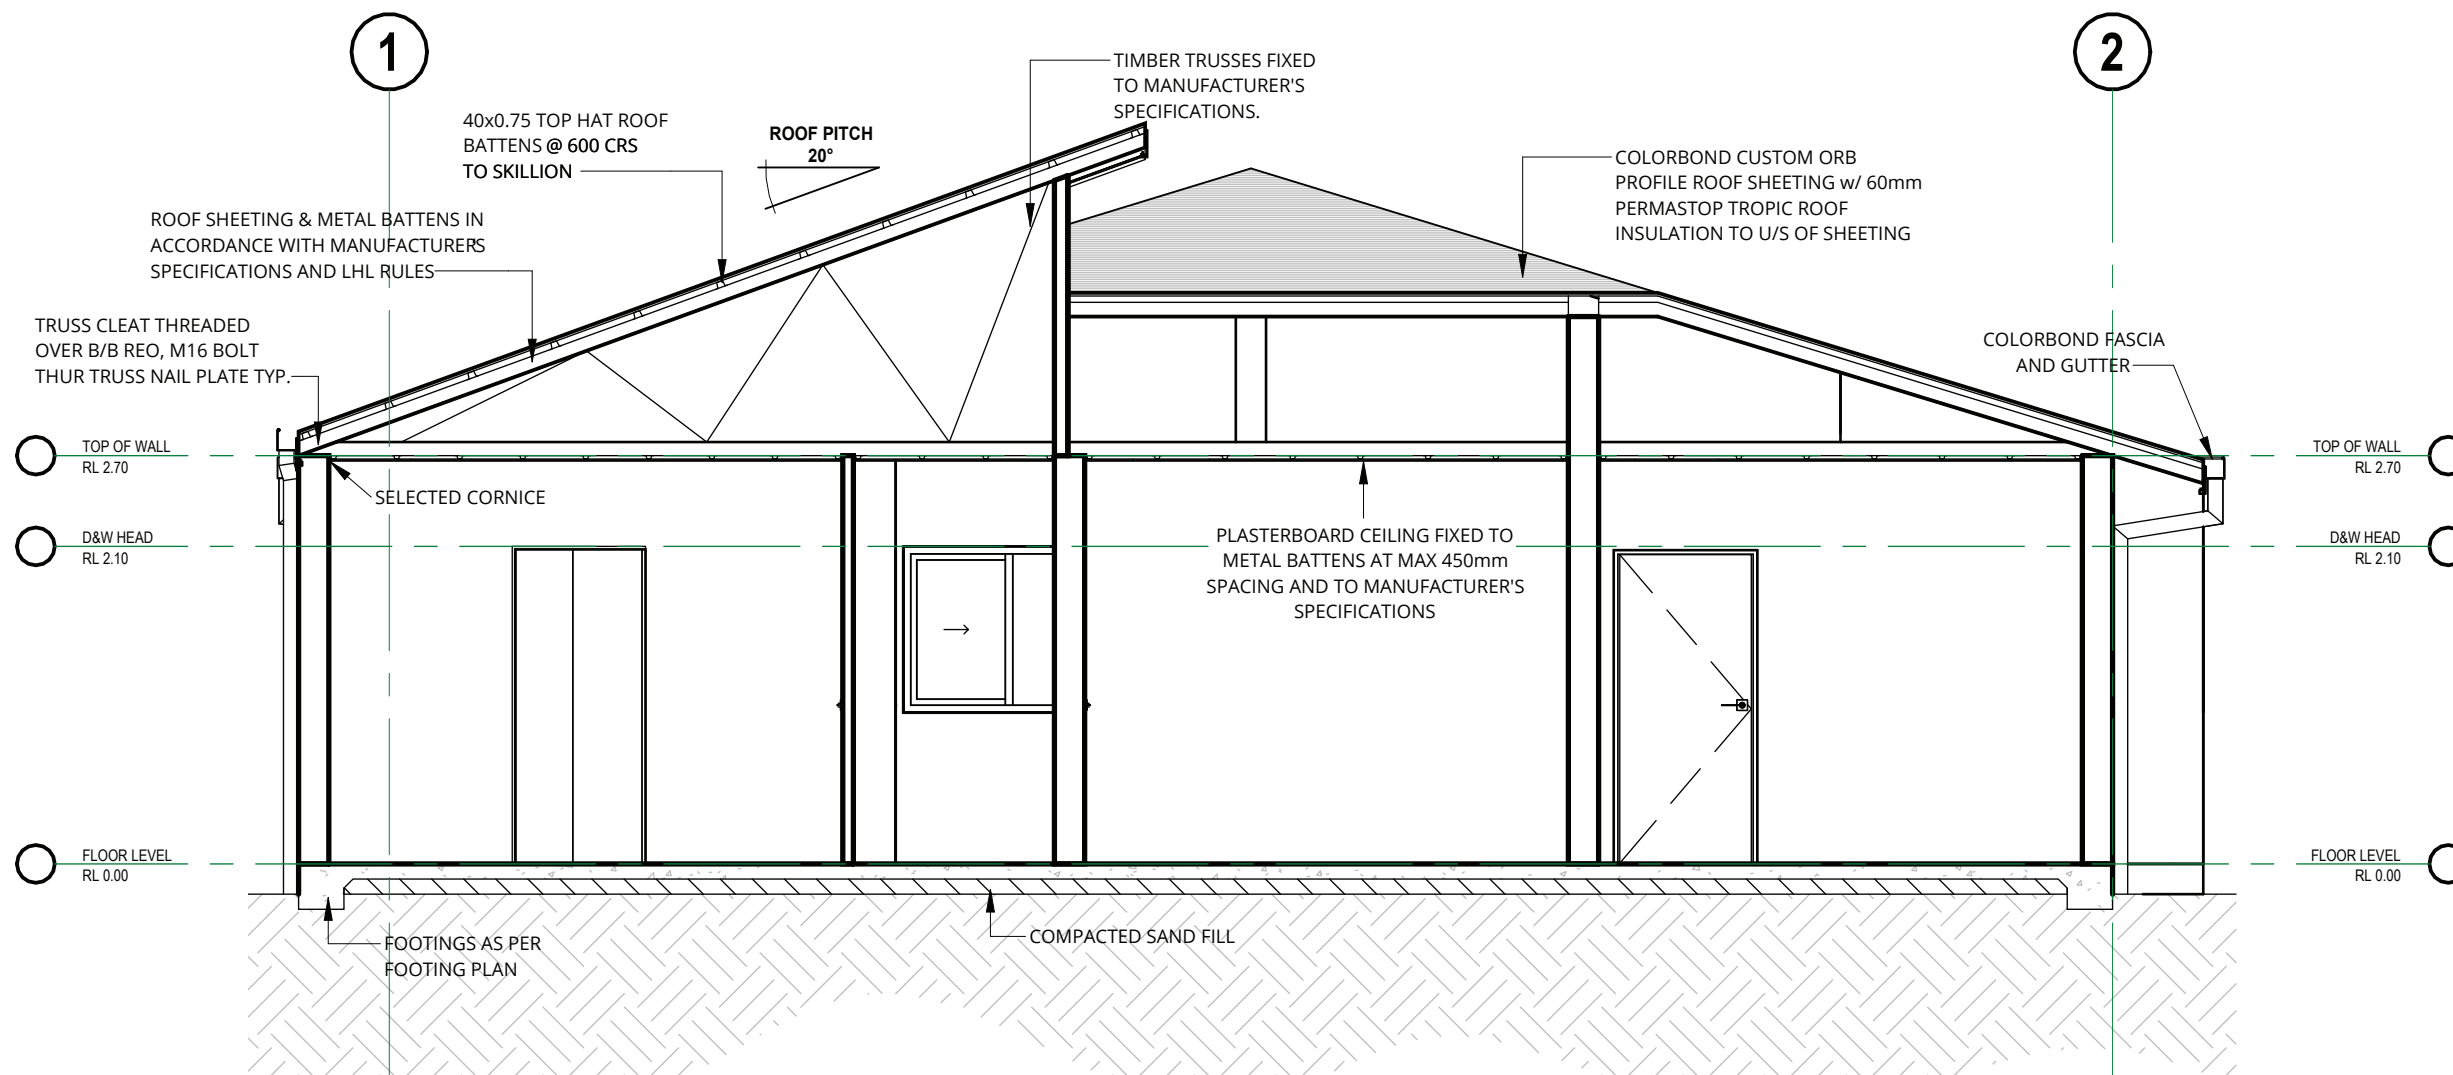 1
2
TIMBER TRUSSES FIXED
TO MANUFACTURER'S
SPECIFICATIONS.
40x0.75 TOP HAT ROOF
BATTENS @ 600 CRS
TO SKILLION
ROOF PITCH
20°
COLORBOND CUSTOM ORB
PROFILE ROOF SHEETING w/ 60mm
PERMASTOP TROPIC ROOF
INSULATION TO U/S OF SHEETING
ROOF SHEETING & METAL BATTENS IN
ACCORDANCE WITH MANUFACTURERS
SPECIFICATIONS AND LHL RULES
TRUSS CLEAT THREADED
OVER B/B REO, M16 BOLT
THUR TRUSS NAIL PLATE TYP.
COLORBOND FASCIA
AND GUTTER
TOP OF WALL
RL 2.70
TOP OF WALL
RL 2.70
SELECTED CORNICE
D&W HEAD
RL 2.10
PLASTERBOARD CEILING FIXED TO
METAL BATTENS AT MAX 450mm
SPACING AND TO MANUFACTURER'S
SPECIFICATIONS
D&W HEAD
RL 2.10
FLOOR LEVEL
RL 0.00
FLOOR LEVEL
RL 0.00
FOOTINGS AS PER
FOOTING PLAN
COMPACTED SAND FILL